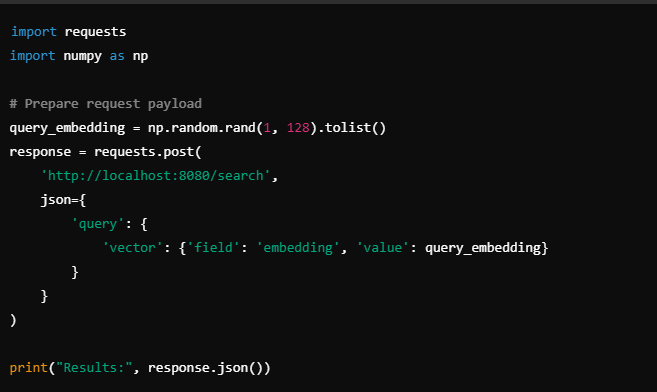 import requests
import numpy as np
# Prepare request payload
query_embedding = np.random.rand(1, 128).tolist()
response = requests.post(
    'http://localhost:8080/search',
    json={
        'query': {
            'vector': {'field': 'embedding', 'value': query_embedding}
        }
    }
)
print("Results:", response.json())